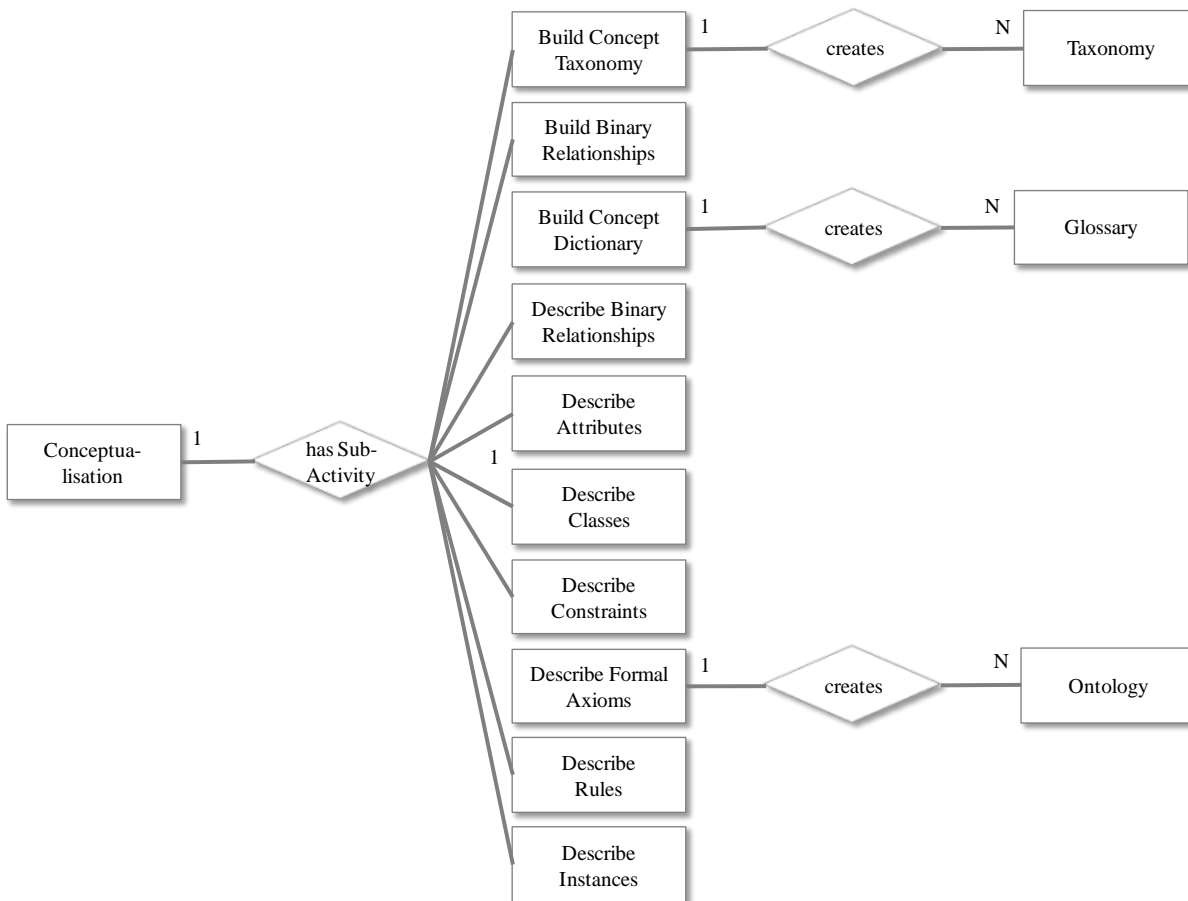 Build Concept
Taxonomy
1
creates
N
Taxonomy
Build Binary
Relationships
Build Concept
Dictionary
1
creates
N
Glossary
Describe Binary
Relationships
Describe
Attributes
Conceptua-
lisation
1
has Sub-
Activity
1
Describe
Classes
Describe
Constraints
Describe Formal
Axioms
1
creates
N
Ontology
Describe
Rules
Describe
Instances